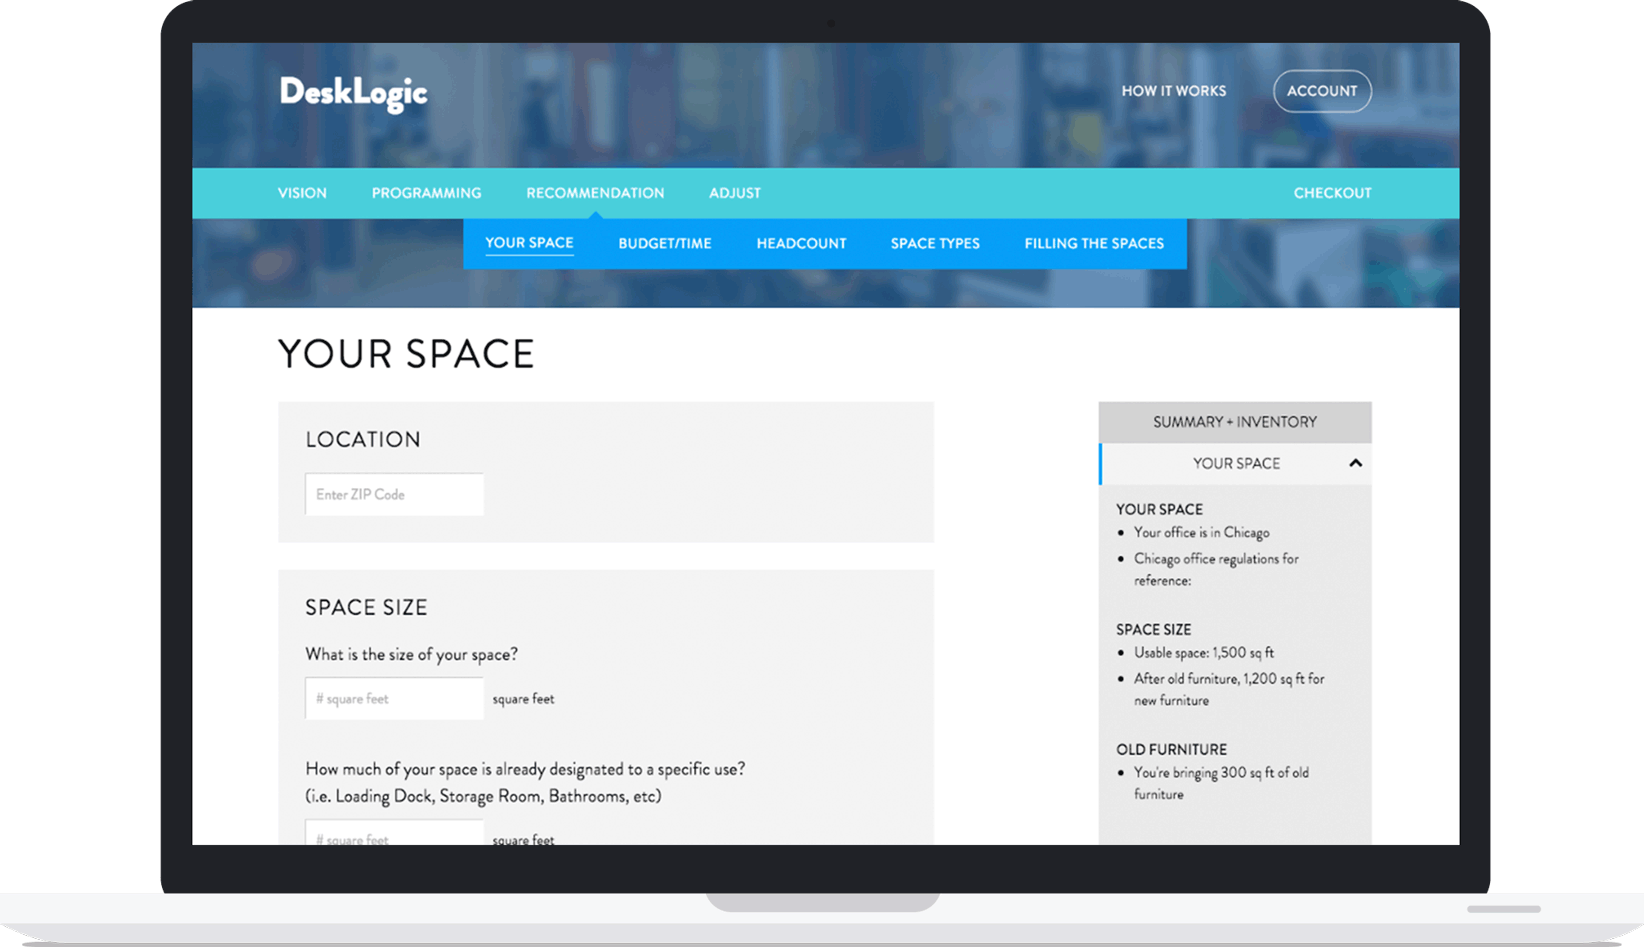 DeskLogic
HOW IT WORKS
ACCOUNT
VISION
PROGRAMMING
RECOMMENDATION
ADJUST
CHECKOUT
YOUR SPACE
BUDGET/TIME
HEADCOUNT
SPACE TYPES
FILLING THE SPACES
YOUR SPACE
LOCATION
Enter ZIP Code
SPACE SIZE
What is the size of your space?
# square feet
square feet
How much of your space is already designated to a specific use?
(i.e. Loading Dock, Storage Room, Bathrooms, etc)
# square feet
square feet
SUMMARY + INVENTORY
YOUR SPACE
YOUR SPACE
Your office is in Chicago
Chicago office regulations for
reference:
SPACE SIZE
Usable space: 1,500 sq ft
After old furniture, 1,200 sq ft for
new furniture
OLD FURNITURE
You're bringing 300 sq ft of old
furniture